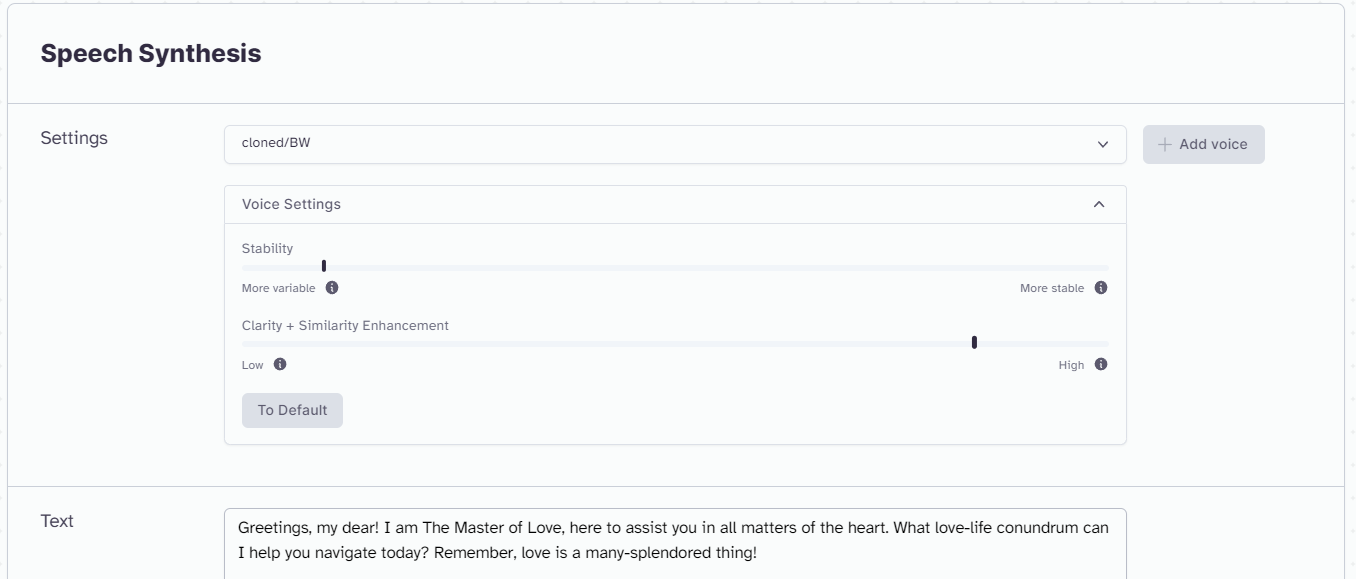 Speech Synthesis
Settings
cloned/BW
Add voice
Voice Settings
Stability
More variable
More stable
Clarity + Similarity Enhancement
Low
High
To Default
Text
Greetings, my dear! I am The Master of Love, here to assist you in all matters of the heart. What love-life conundrum can
I help you navigate today? Remember, love is a many-splendored thing!